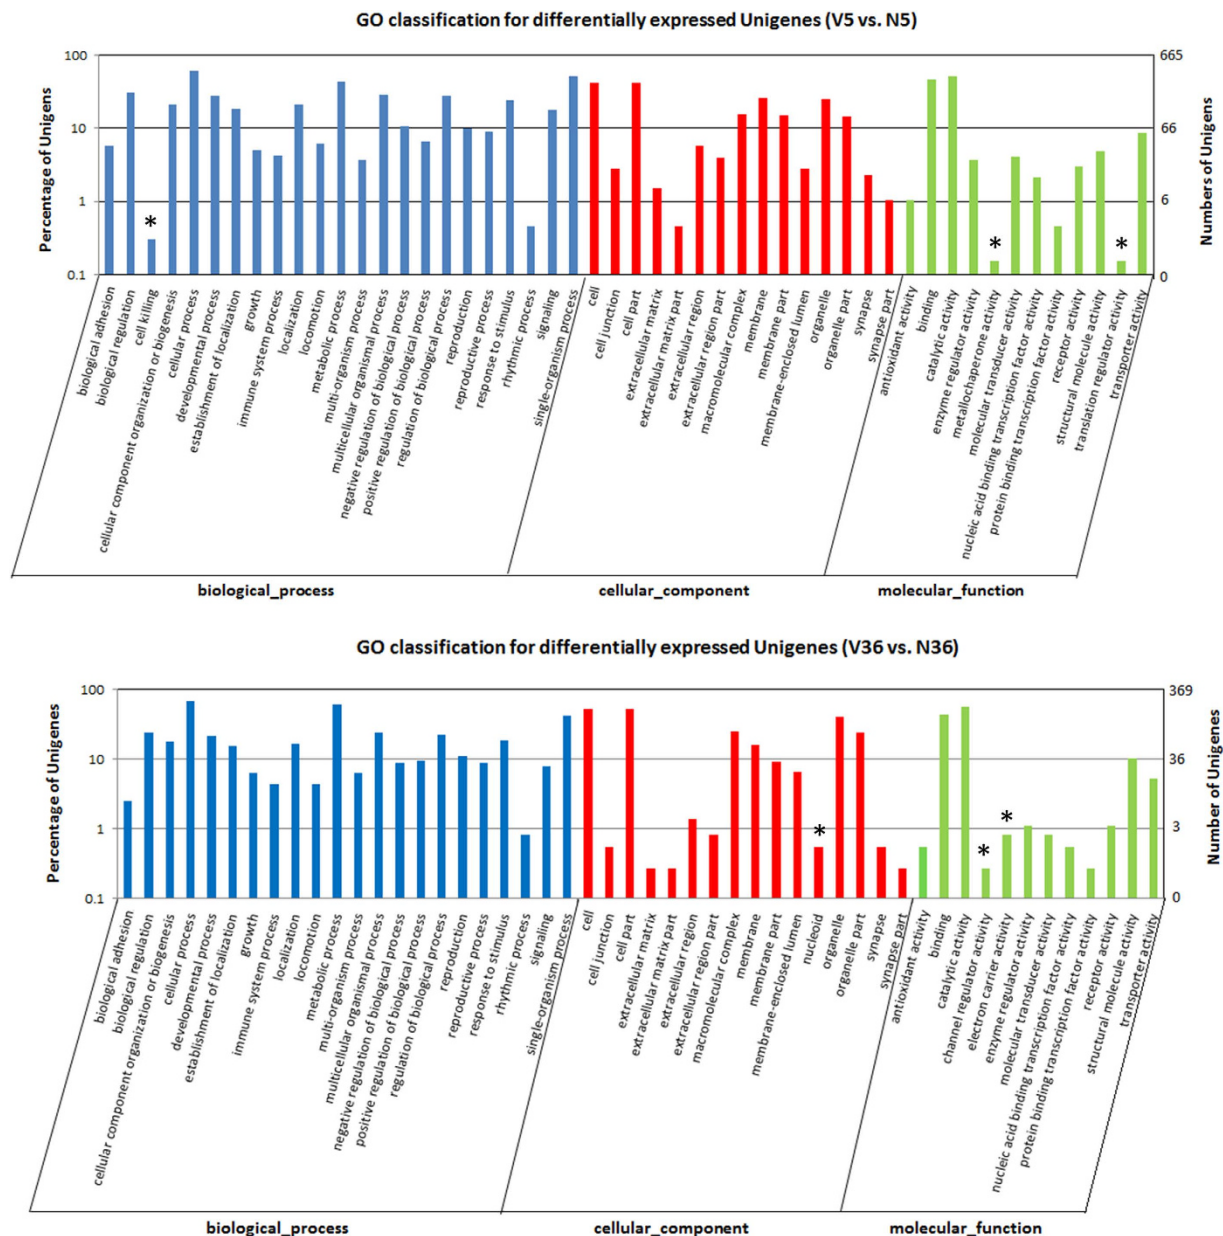 GO classification for differentially expressed Unigenes (V5 vs. N5)
Percentage of Unigens
100
10
1
0.1
665
66
6
0
Numbers of Unigens
*
*
*
biological adhesion
biological regulation
cell killing
cellular component organization or biogenesis
cellular process
developmental process
establishment of localization
growth
immune system process
localization
locomotion
metabolic process
multi-organism process
multicellular organismal process
negative regulation of biological process
positive regulation of biological process
regulation of biological process
reproduction
reproductive process
response to stimulus
rhythmic process
signaling
single-organism process
cell
cell junction
cell part
extracellular matrix
extracellular matrix part
extracellular region
extracellular region part
macromolecular complex
membrane
membrane part
membrane-enclosed lumen
organelle
organelle part
synapse
synapse part
antioxidant activity
binding
catalytic activity
enzyme regulator activity
metallochaperone activity
molecular transducer activity
nucleic acid binding transcription factor activity
protein binding transcription factor activity
receptor activity
structural molecule activity
translation regulator activity
transporter activity
biological_process
cellular_component
molecular_function
GO classification for differentially expressed Unigenes (V36 vs. N36)
Percentage of Unigenes
100
10
1
0.1
369
36
3
0
Number of Unigenes
*
*
*
biological adhesion
biological regulation
cellular component organization or biogenesis
cellular process
developmental process
establishment of localization
growth
immune system process
localization
locomotion
metabolic process
multi-organism process
multicellular organismal process
negative regulation of biological process
positive regulation of biological process
regulation of biological process
reproduction
reproductive process
response to stimulus
rhythmic process
signaling
single-organism process
cell
cell junction
cell part
extracellular matrix
extracellular matrix part
extracellular region
extracellular region part
macromolecular complex
membrane
membrane part
membrane-enclosed lumen
nucleoid
organelle
organelle part
synapse
synapse part
antioxidant activity
binding
catalytic activity
channel regulator activity
electron carrier activity
enzyme regulator activity
molecular transducer activity
nucleic acid binding transcription factor activity
protein binding transcription factor activity
receptor activity
structural molecule activity
transporter activity
biological_process
cellular_component
molecular_function